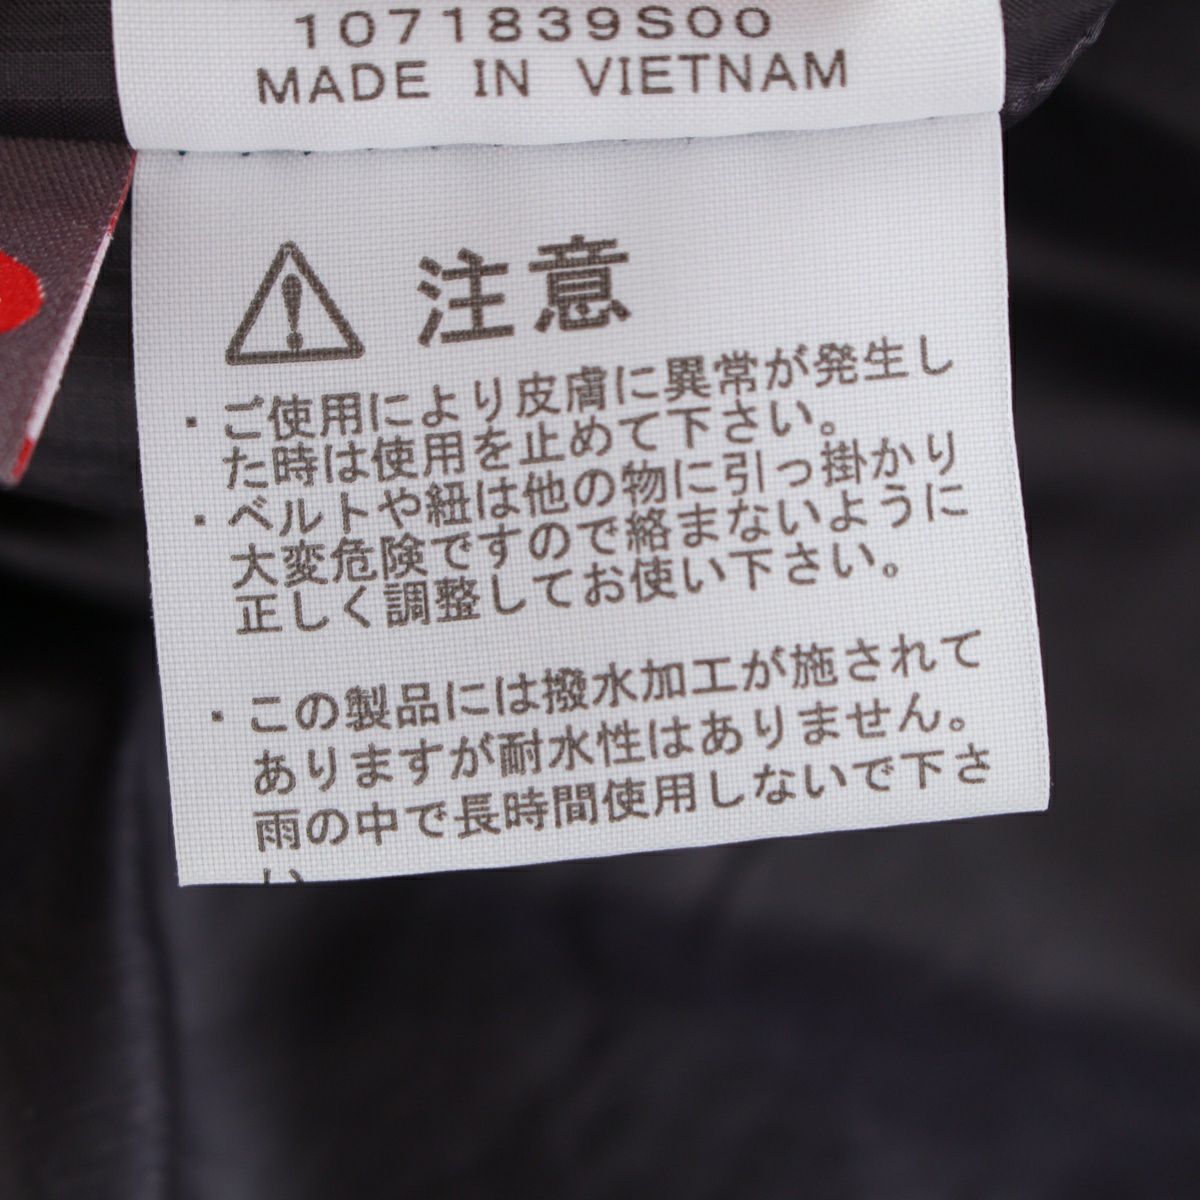 1071839S00
MADE IN VIETNAM
注意
・ご使用により皮膚に異常が発生し
た時は使用を止めて下さい。
・ベルトや紐は他の物に引っ掛かり
大変危険ですので絡まないように
正しく調整してお使い下さい。
・この製品には撥水加工が施されて
ありますが耐水性はありません。
雨の中で長時間使用しないで下さ
い